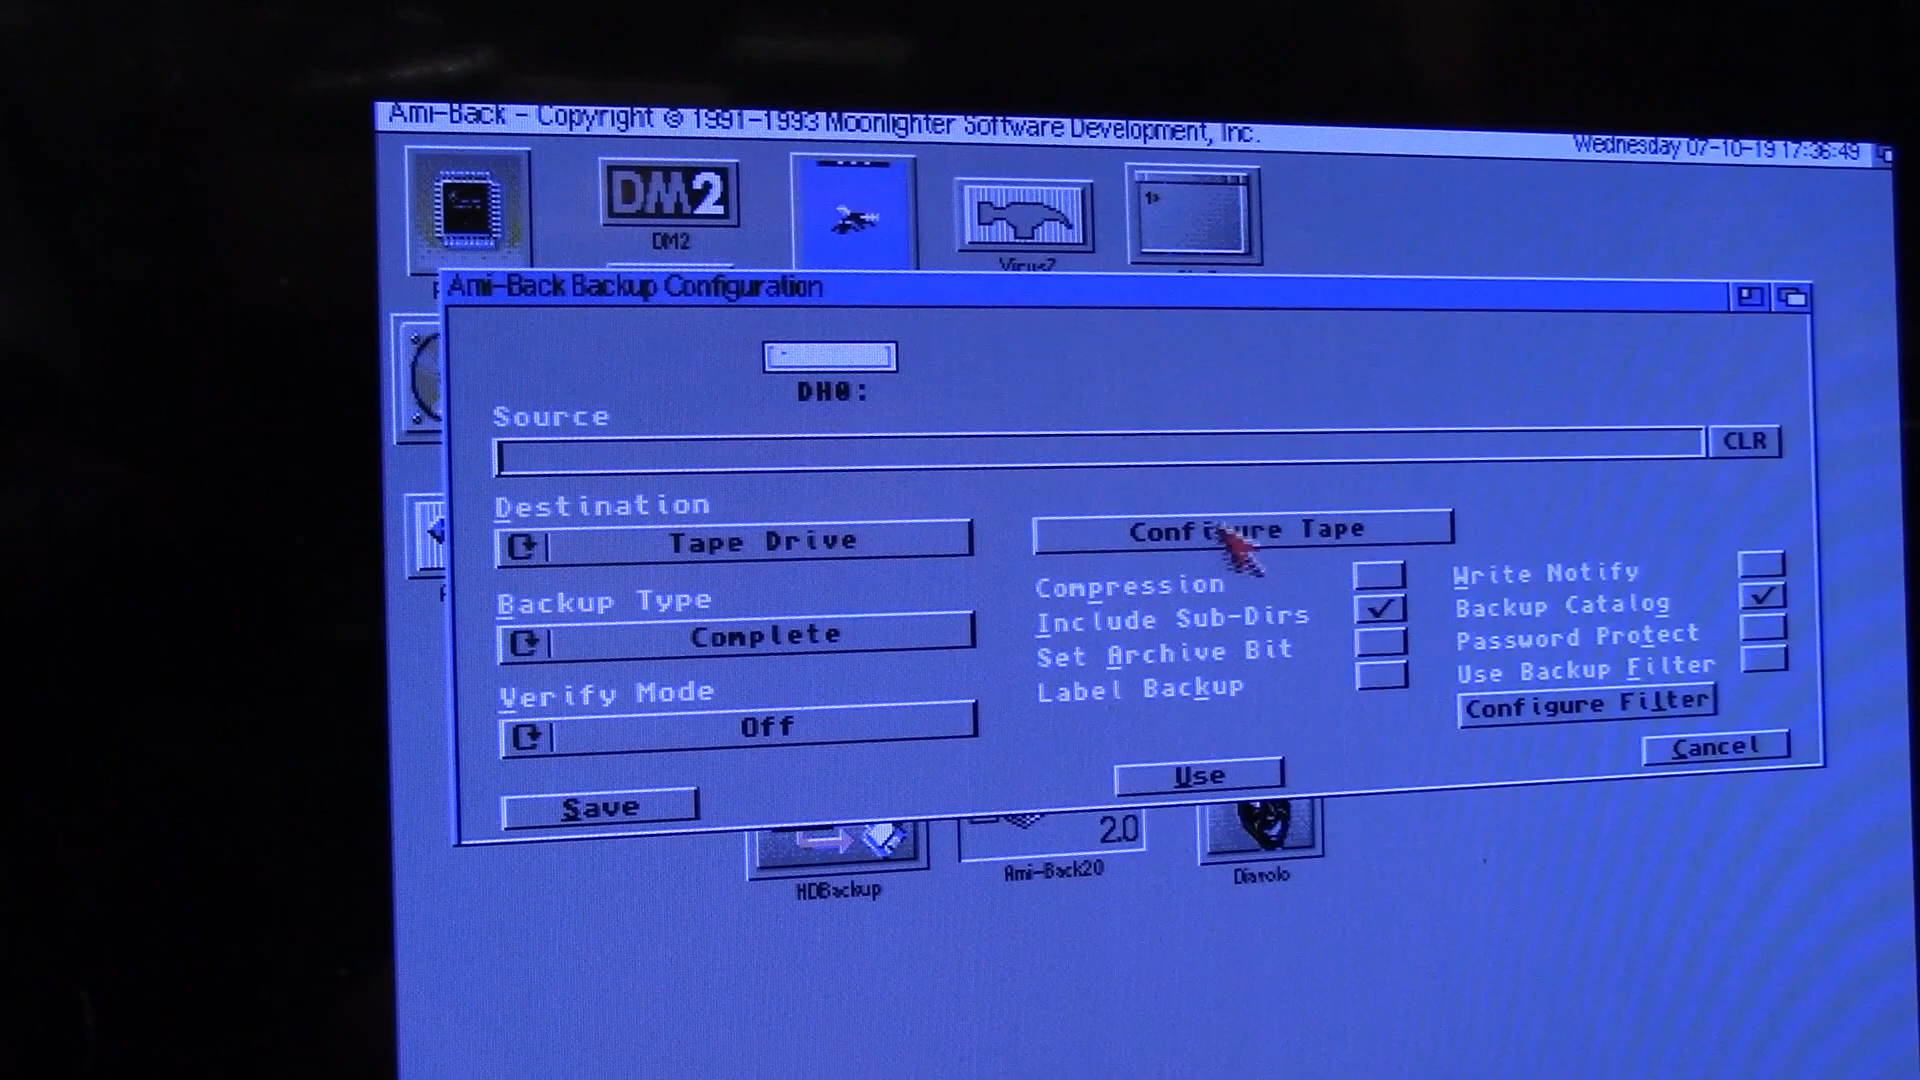 Ami-Back - Copyright © 1991-1993 Moonlighter Software Development, Inc.
Wednesday 07-10-19 17:36:49
DM2
DM2
1>
Ami-Back Backup Configuration
DH0:
Source
CLR
Destination
Tape Drive
Configure Tape
Backup Type
Complete
Verify Mode
Off
Compression
Include Sub-Dirs
Set Archive Bit
Label Backup
Write Notify
Backup Catalog
Password Protect
Use Backup Filter
Configure Filter
Save
Use
Cancel
2.0
HDBackup
Ami-Back20
Diavolo